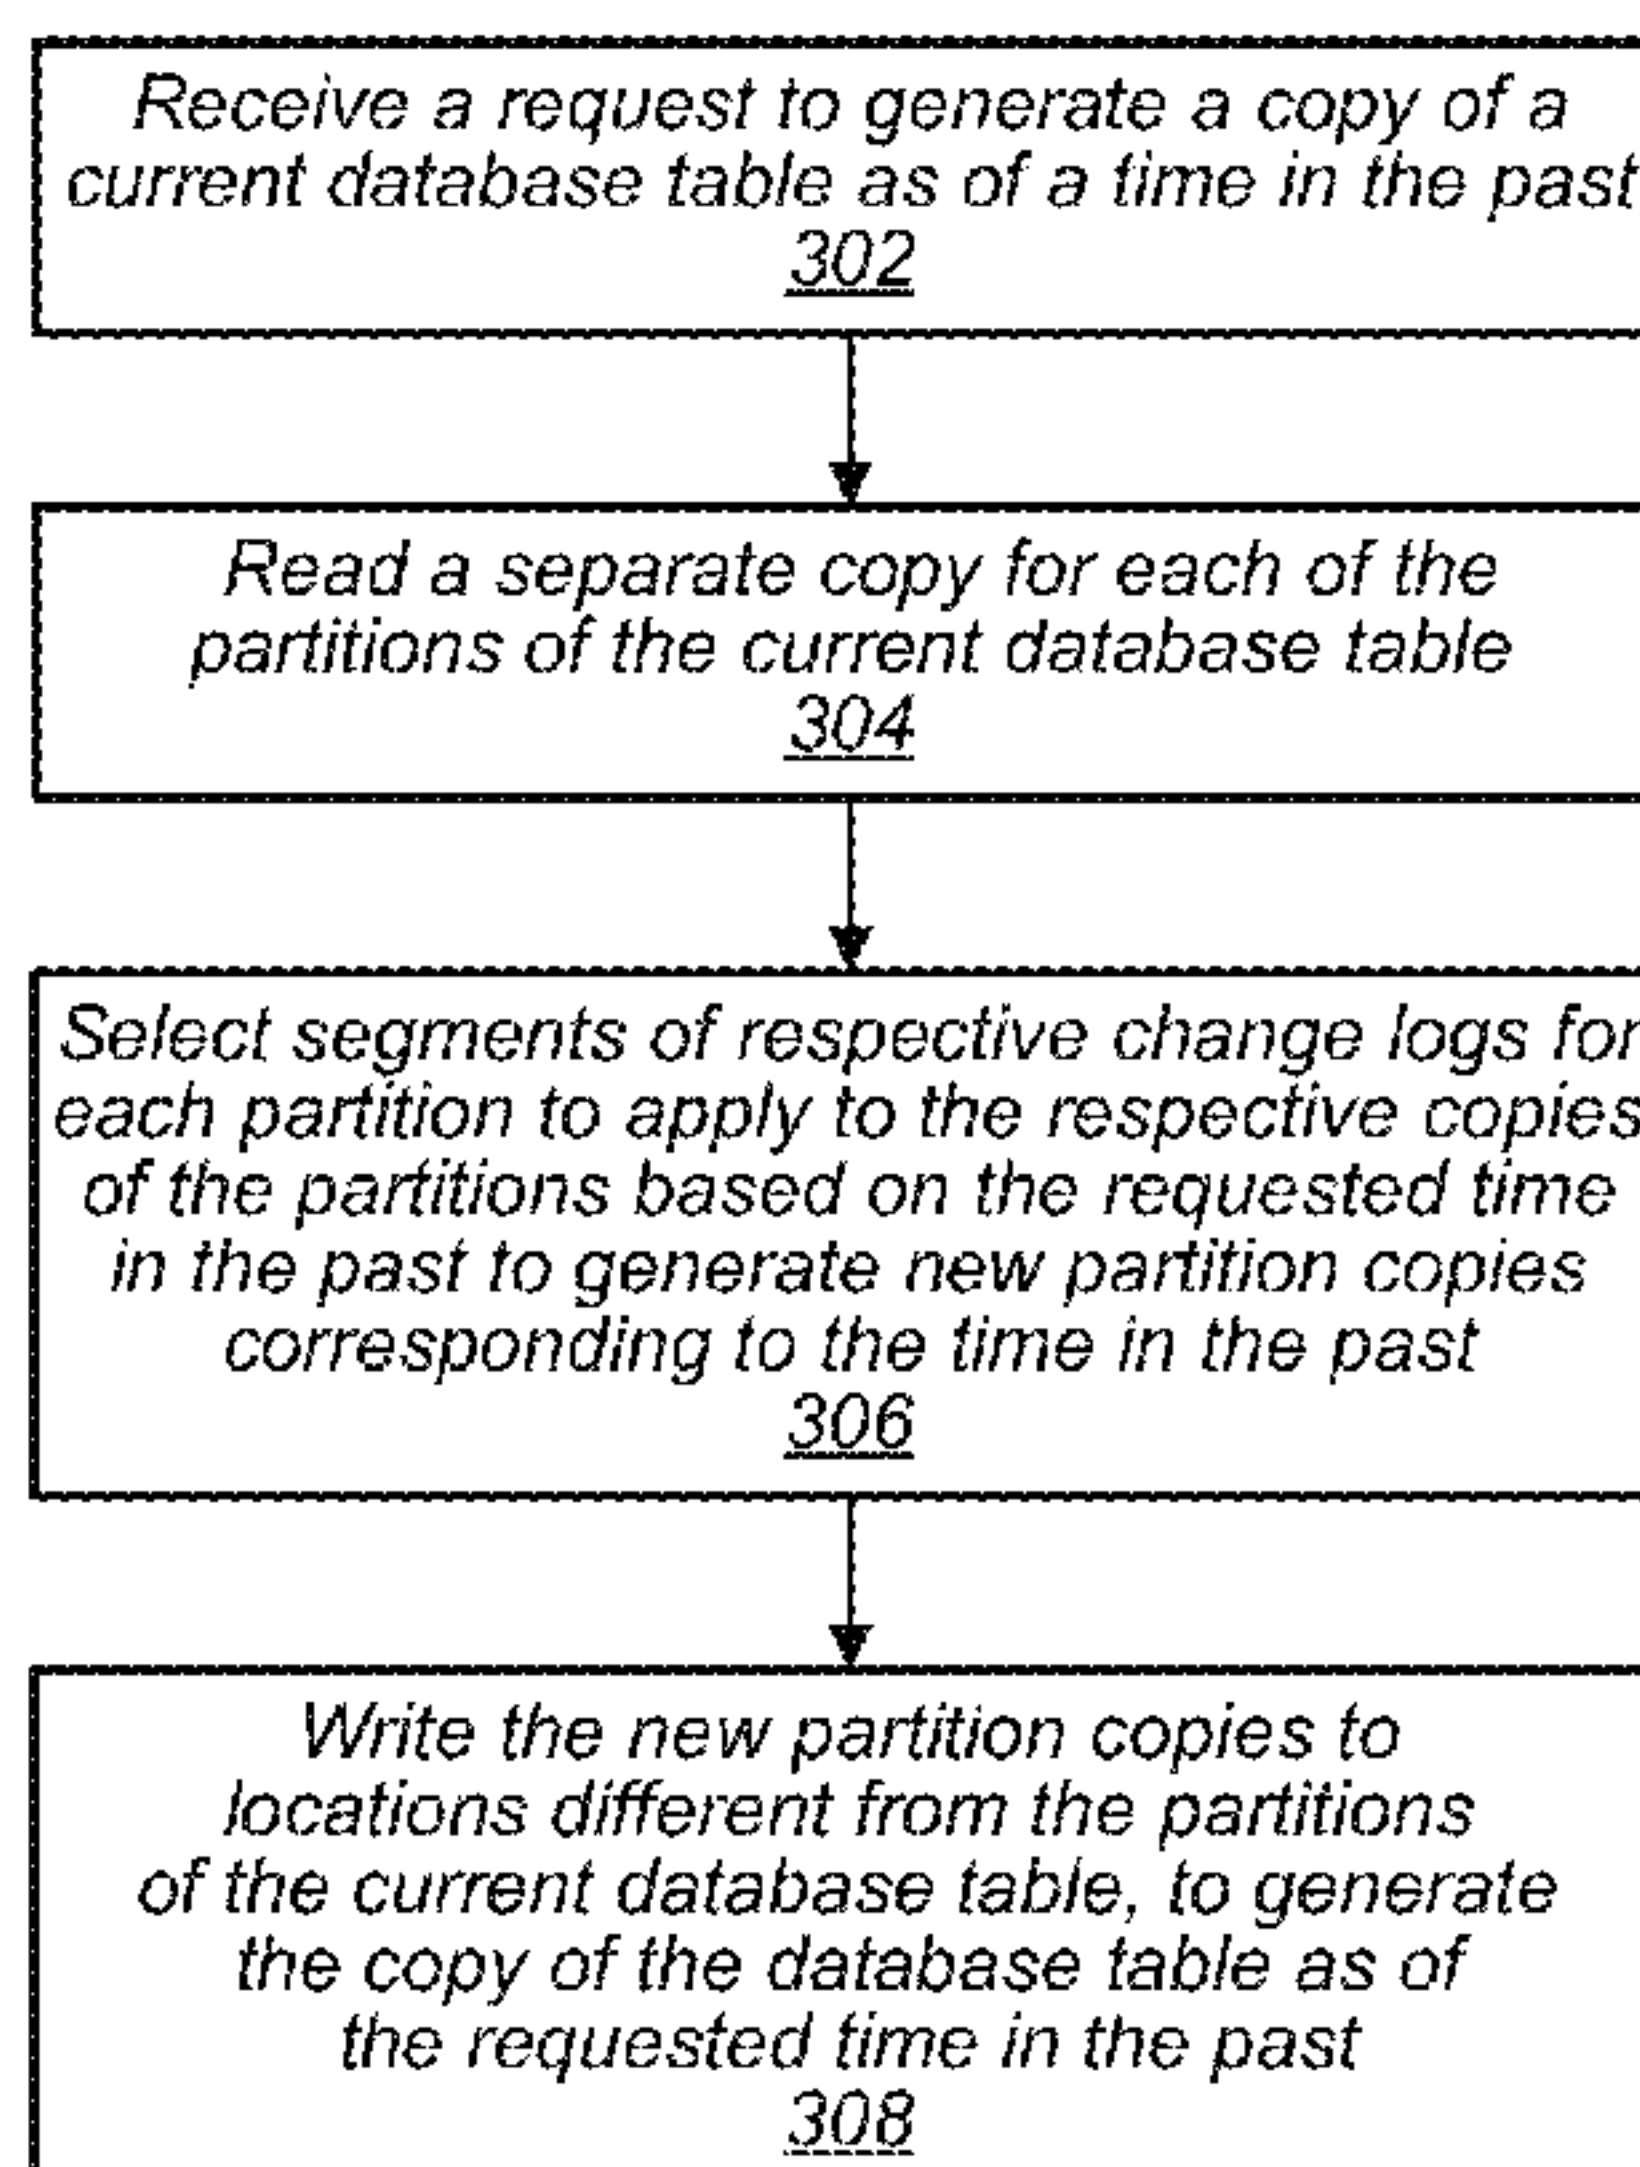 Receive a request to generate a copy of a
current database table as of a time in the past
302
Read a separate copy for each of the
partitions of the current database table
304
Select segments of respective change logs for
each partition to apply to the respective copies
of the partitions based on the requested time
in the past to generate new partition copies
corresponding to the time in the past
306
Write the new partition copies to
locations different from the partitions
of the current database table, to generate
the copy of the database table as of
the requested time in the past
308